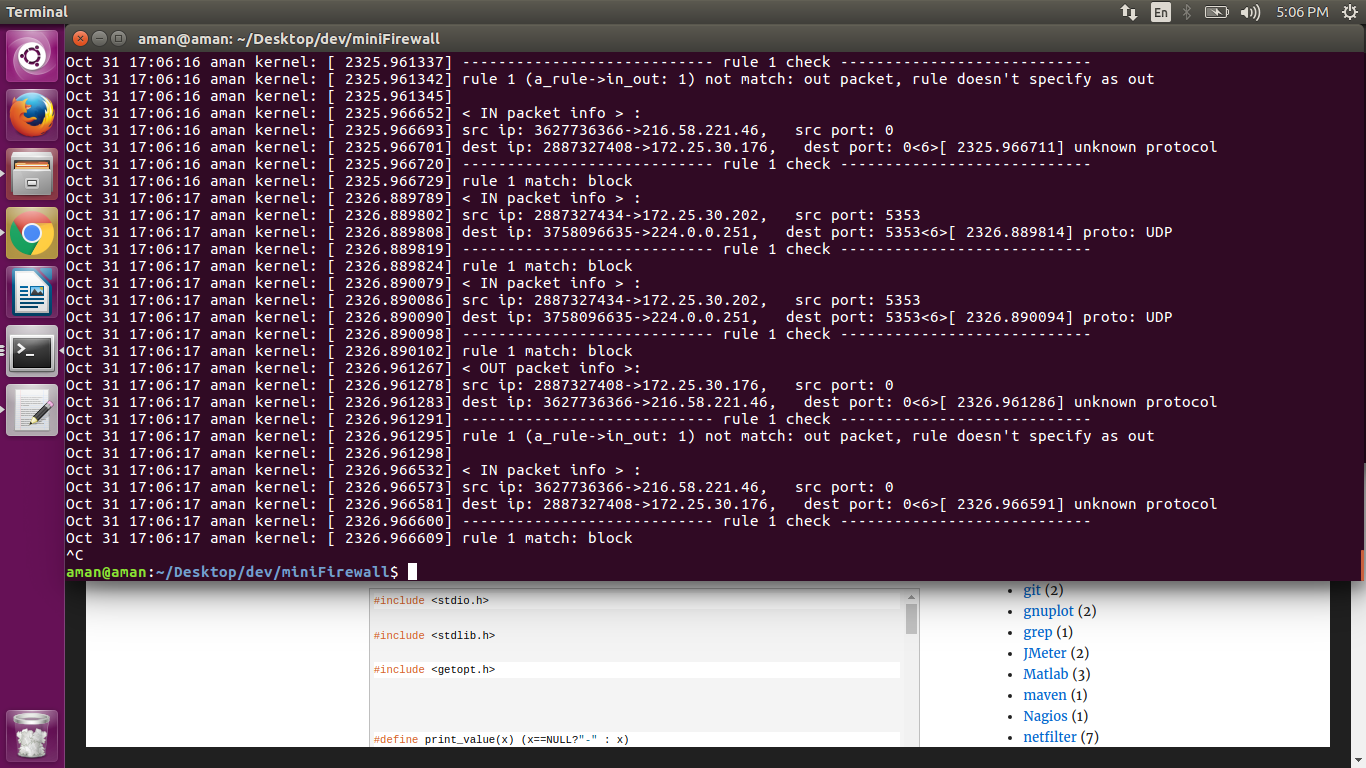 Terminal
En
5:06 PM
aman@aman: ~/Desktop/dev/miniFirewall
Oct 31 17:06:16 aman kernel: [ 2325.961337] ---------------------------- rule 1 check ----------------------------
Oct 31 17:06:16 aman kernel: [ 2325.961342] rule 1 (a_rule->in_out: 1) not match: out packet, rule doesn't specify as out
Oct 31 17:06:16 aman kernel: [ 2325.961345]
Oct 31 17:06:16 aman kernel: [ 2325.966652] < IN packet info > :
Oct 31 17:06:16 aman kernel: [ 2325.966693] src ip: 3627736366->216.58.221.46,   src port: 0
Oct 31 17:06:16 aman kernel: [ 2325.966701] dest ip: 2887327408->172.25.30.176,   dest port: 0<6>[ 2325.966711] unknown protocol
Oct 31 17:06:16 aman kernel: [ 2325.966720] ---------------------------- rule 1 check ----------------------------
Oct 31 17:06:16 aman kernel: [ 2325.966729] rule 1 match: block
Oct 31 17:06:17 aman kernel: [ 2326.889789] < IN packet info > :
Oct 31 17:06:17 aman kernel: [ 2326.889802] src ip: 2887327434->172.25.30.202,   src port: 5353
Oct 31 17:06:17 aman kernel: [ 2326.889808] dest ip: 3758096635->224.0.0.251,   dest port: 5353<6>[ 2326.889814] proto: UDP
Oct 31 17:06:17 aman kernel: [ 2326.889819] ---------------------------- rule 1 check ----------------------------
Oct 31 17:06:17 aman kernel: [ 2326.889824] rule 1 match: block
Oct 31 17:06:17 aman kernel: [ 2326.890079] < IN packet info > :
Oct 31 17:06:17 aman kernel: [ 2326.890086] src ip: 2887327434->172.25.30.202,   src port: 5353
Oct 31 17:06:17 aman kernel: [ 2326.890090] dest ip: 3758096635->224.0.0.251,   dest port: 5353<6>[ 2326.890094] proto: UDP
Oct 31 17:06:17 aman kernel: [ 2326.890098] ---------------------------- rule 1 check ----------------------------
Oct 31 17:06:17 aman kernel: [ 2326.890102] rule 1 match: block
Oct 31 17:06:17 aman kernel: [ 2326.961267] < OUT packet info >:
Oct 31 17:06:17 aman kernel: [ 2326.961278] src ip: 2887327408->172.25.30.176,   src port: 0
Oct 31 17:06:17 aman kernel: [ 2326.961283] dest ip: 3627736366->216.58.221.46,   dest port: 0<6>[ 2326.961286] unknown protocol
Oct 31 17:06:17 aman kernel: [ 2326.961291] ---------------------------- rule 1 check ----------------------------
Oct 31 17:06:17 aman kernel: [ 2326.961295] rule 1 (a_rule->in_out: 1) not match: out packet, rule doesn't specify as out
Oct 31 17:06:17 aman kernel: [ 2326.961298]
Oct 31 17:06:17 aman kernel: [ 2326.966532] < IN packet info > :
Oct 31 17:06:17 aman kernel: [ 2326.966573] src ip: 3627736366->216.58.221.46,   src port: 0
Oct 31 17:06:17 aman kernel: [ 2326.966581] dest ip: 2887327408->172.25.30.176,   dest port: 0<6>[ 2326.966591] unknown protocol
Oct 31 17:06:17 aman kernel: [ 2326.966600] ---------------------------- rule 1 check ----------------------------
Oct 31 17:06:17 aman kernel: [ 2326.966609] rule 1 match: block
^C
aman@aman:~/Desktop/dev/miniFirewall$
#include <stdio.h>
#include <stdlib.h>
#include <getopt.h>
#define print_value(x) (x==NULL?"-" : x)
git (2)
gnuplot (2)
grep (1)
JMeter (2)
Matlab (3)
maven (1)
Nagios (1)
netfilter (7)